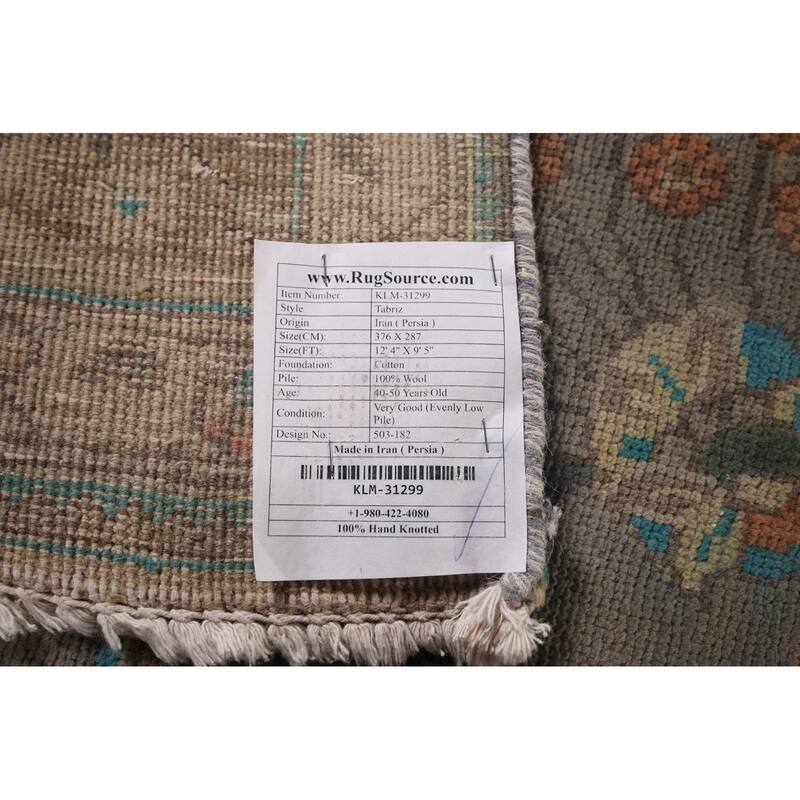 www.RugSource.com
Item Number: KLM-31299
Style Tabriz
Origin Iran ( Persia )
Size(CM): 376 X 287
Size(FT): 12' 4" X 9' 5"
Foundation: Cotton
Pile: 100% Wool
Age: 40-50 Years Old
Condition: Very Good (Evenly Low
Pile)
Design No.: 503-182
Made in Iran ( Persia )
KLM-31299
+1-980-422-4080
100% Hand Knotted